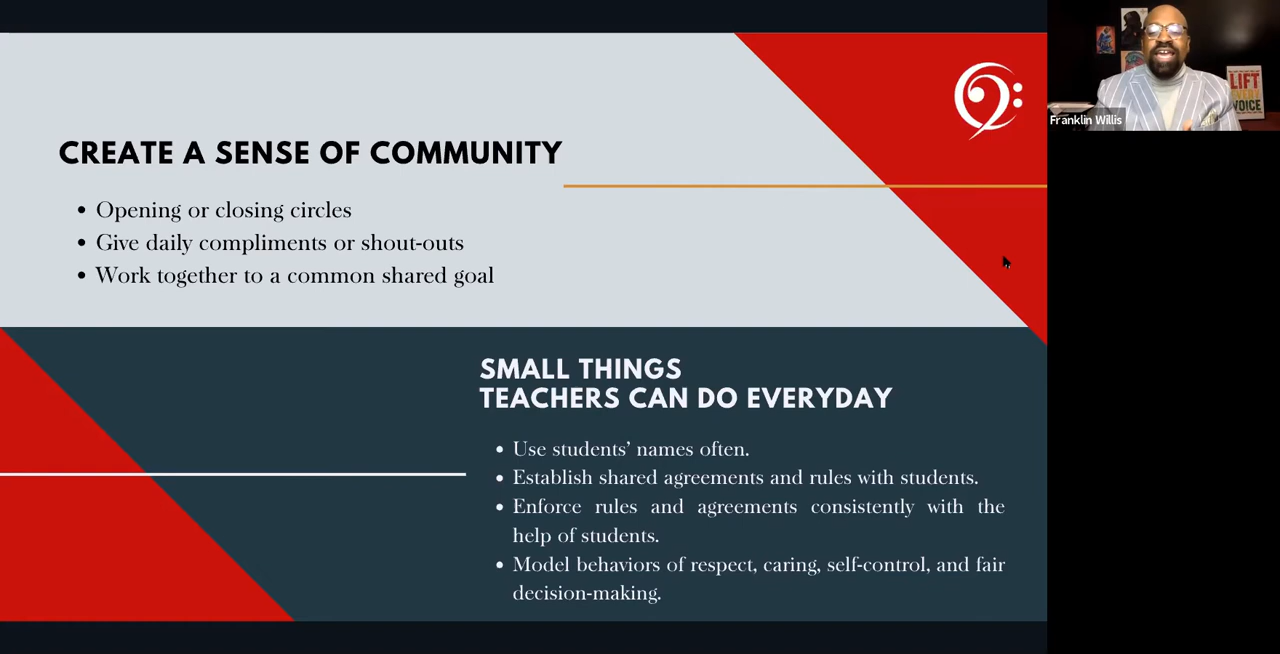 CREATE A SENSE OF COMMUNITY
Opening or closing circles
Give daily compliments or shout-outs
Work together to a common shared goal
SMALL THINGS
TEACHERS CAN DO EVERYDAY
Use students’ names often.
Establish shared agreements and rules with students.
Enforce rules and agreements consistently with the
help of students.
Model behaviors of respect, caring, self-control, and fair
decision-making.
LIFT
EVERY
VOICE
Franklin Willis